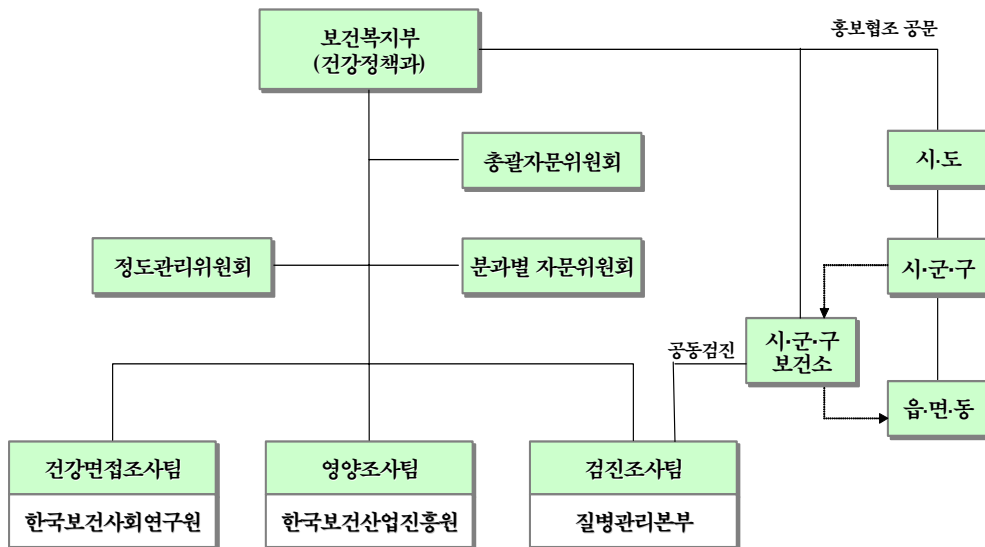 보건복지부
(건강정책과)
홍보협조 공문
총괄자문위원회
시·도
정도관리위원회
분과별 자문위원회
시·군·구
시·군·구
보건소
공동검진
읍·면·동
건강면접조사팀
영양조사팀
검진조사팀
한국보건사회연구원
한국보건산업진흥원
질병관리본부